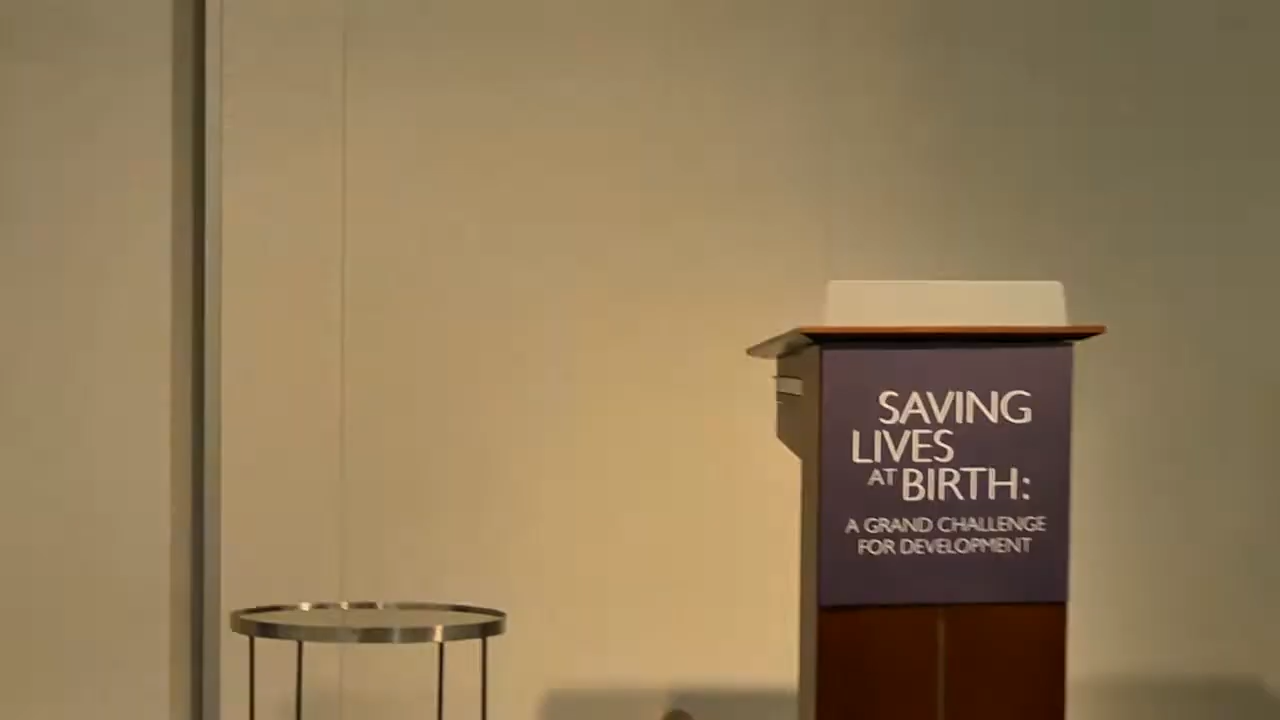 SAVING
LIVES
AT BIRTH:
A GRAND CHALLENGE
FOR DEVELOPMENT